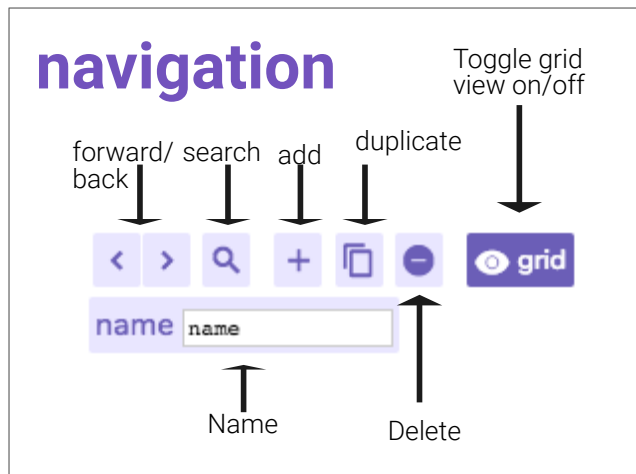 navigation
Toggle grid
view on/off
forward/
back
search
add
duplicate
grid
name
name
Name
Delete